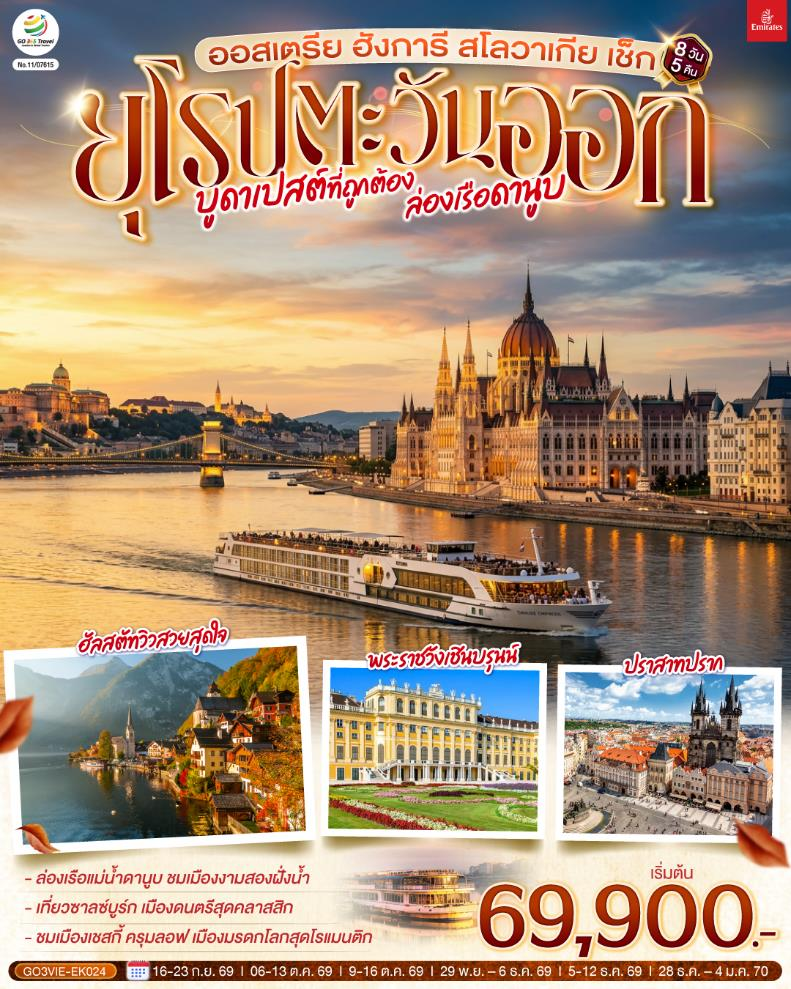 GO 365 Travel
No.11/07615
Emirates
ออสเตรีย ฮังการี สโลวาเกีย เช็ก
8 วัน
5 คืน
ยุโรปตะวันออก
บูดาเปสต์ที่ถูกต้อง ล่องเรือดานูบ
ฮัลสตัทวิวสวยสุดใจ
พระราชวังเชินบรุนน์
ปราสาทปราก
- ล่องเรือแม่น้ำดานูบ ชมเมืองงามสองฝั่งน้ำ
- เที่ยวซาลซ์บูร์ก เมืองดนตรีสุดคลาสสิก
- ชมเมืองเชสกี้ ครุมลอฟ เมืองมรดกโลกสุดโรแมนติก
เริ่มต้น
69,900.-
GO3VIE-EK024 16-23 ก.ย. 69 I 06-13 ต.ค. 69 I 9-16 ต.ค. 69 I 29 พ.ย. – 6 ธ.ค. 69 I 5-12 ธ.ค. 69 I 28 ธ.ค. – 4 ม.ค. 70